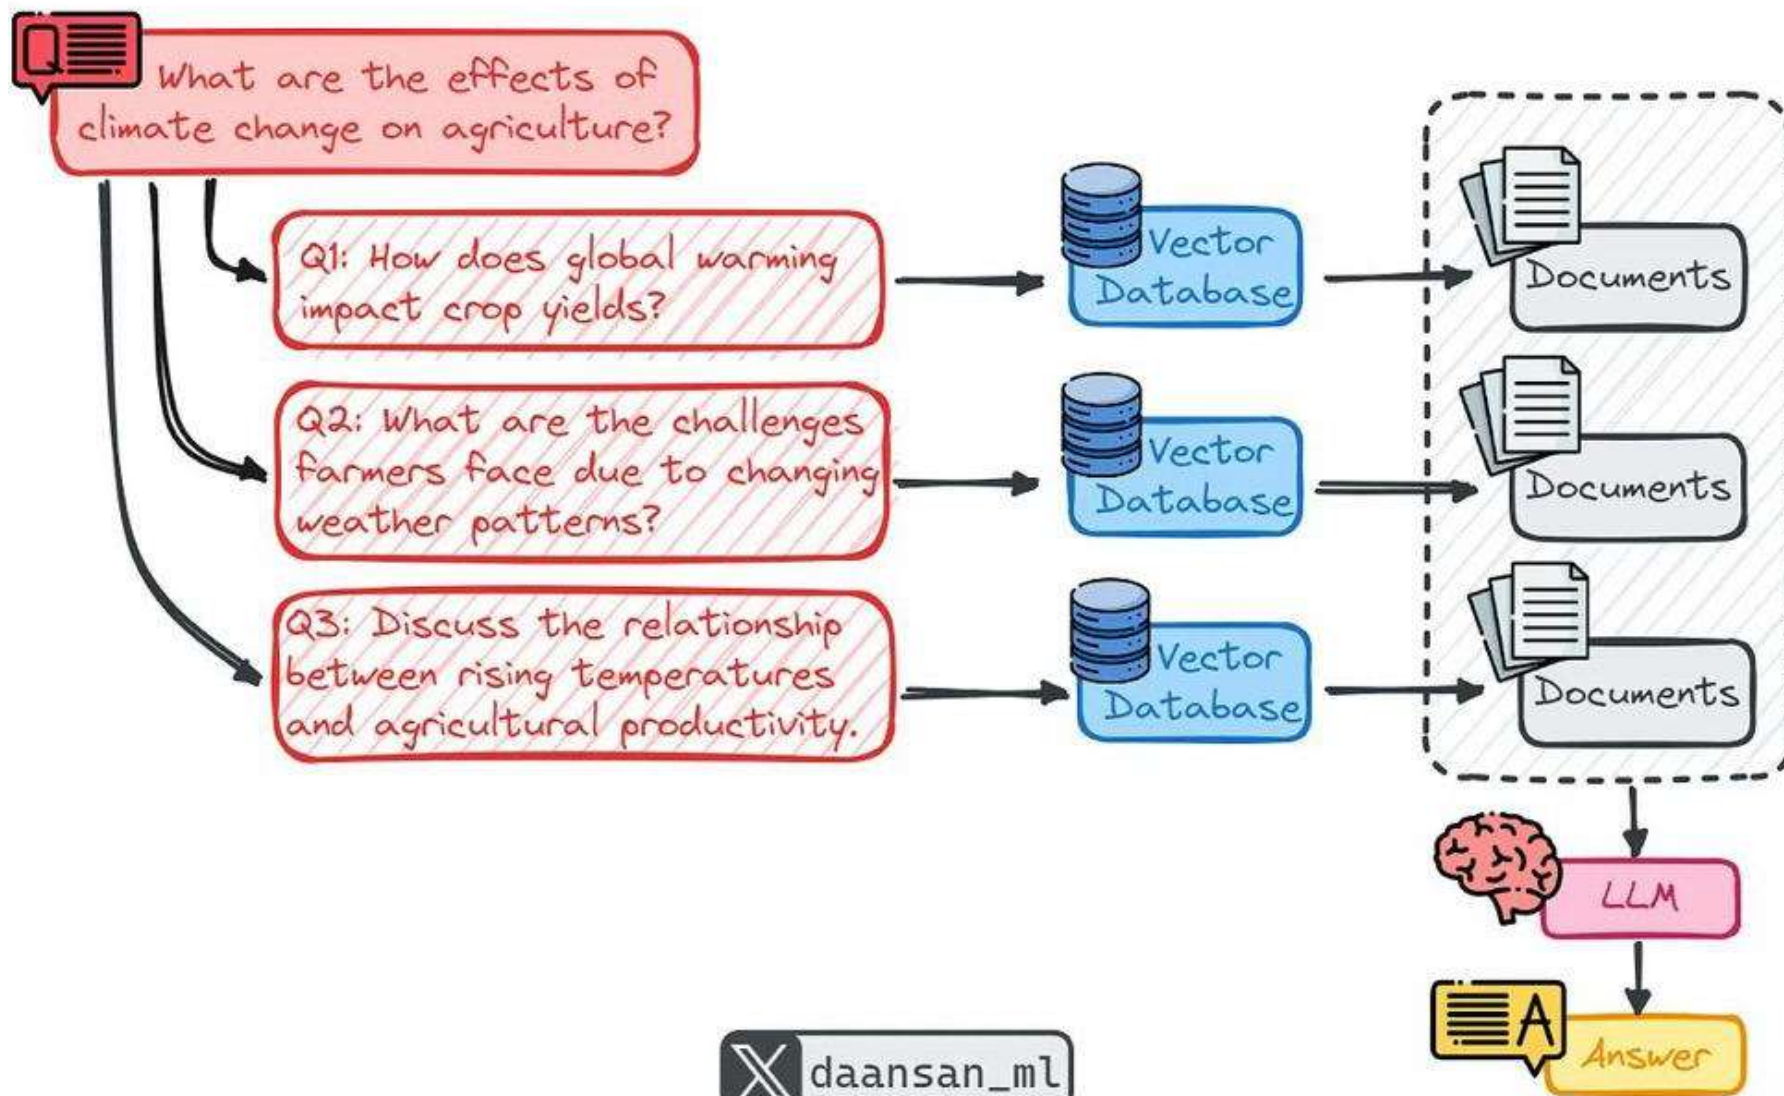 Q
What are the effects of
climate change on agriculture?
Q1: How does global warming
impact crop yields?
Vector
Database
Documents
Q2: What are the challenges
farmers face due to changing
weather patterns?
Vector
Database
Documents
Q3: Discuss the relationship
between rising temperatures
and agricultural productivity.
Vector
Database
Documents
LLM
A
Answer
X daansan_ml